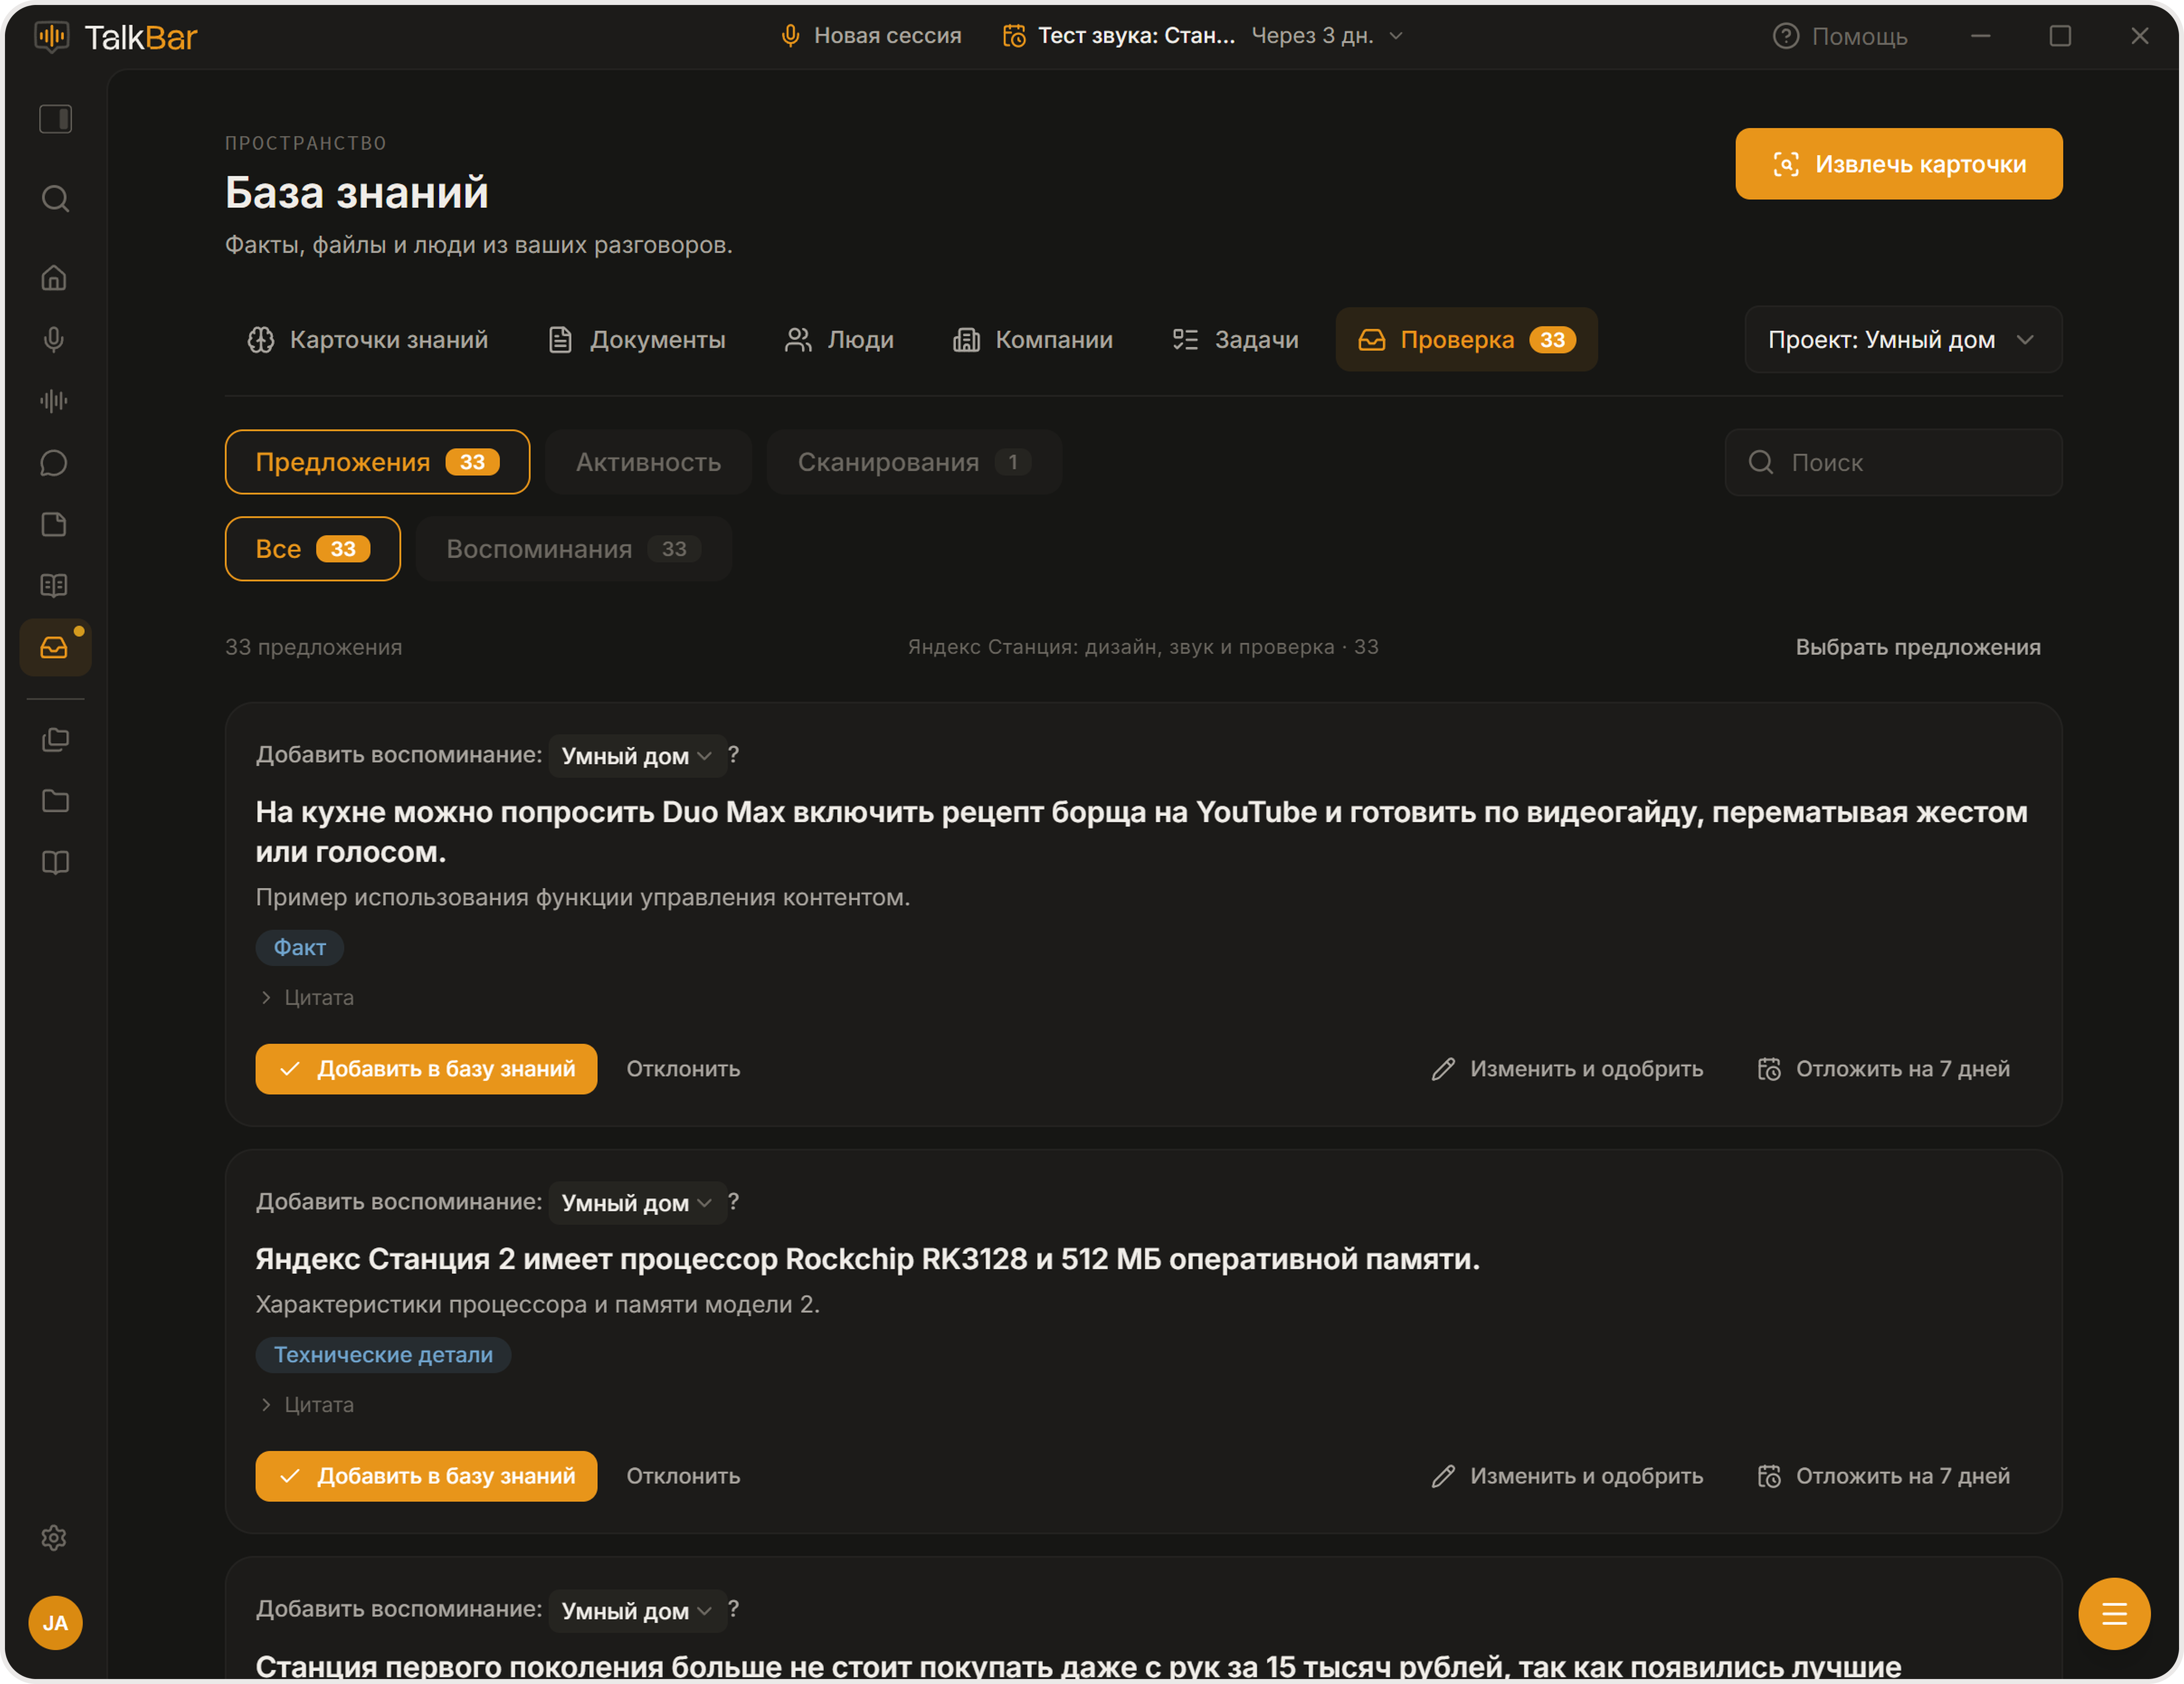 TalkBar
Новая сессия
Тест звука: Стан... Через 3 дн.
Помощь
ПРОСТРАНСТВО
База знаний
Факты, файлы и люди из ваших разговоров.
Извлечь карточки
Карточки знаний
Документы
Люди
Компании
Задачи
Проверка 33
Проект: Умный дом
Предложения 33
Активность
Сканирования 1
Поиск
Все 33
Воспоминания 33
33 предложения
Яндекс Станция: дизайн, звук и проверка · 33
Выбрать предложения
Добавить воспоминание: Умный дом ?
На кухне можно попросить Duo Max включить рецепт борща на YouTube и готовить по видеогайду, перематывая жестом
или голосом.
Пример использования функции управления контентом.
Факт
Цитата
Добавить в базу знаний
Отклонить
Изменить и одобрить
Отложить на 7 дней
Добавить воспоминание: Умный дом ?
Яндекс Станция 2 имеет процессор Rockchip RK3128 и 512 МБ оперативной памяти.
Характеристики процессора и памяти модели 2.
Технические детали
Цитата
Добавить в базу знаний
Отклонить
Изменить и одобрить
Отложить на 7 дней
Добавить воспоминание: Умный дом ?
Станция первого поколения больше не стоит покупать даже с рук за 15 тысяч рублей, так как появились лучшие
JA